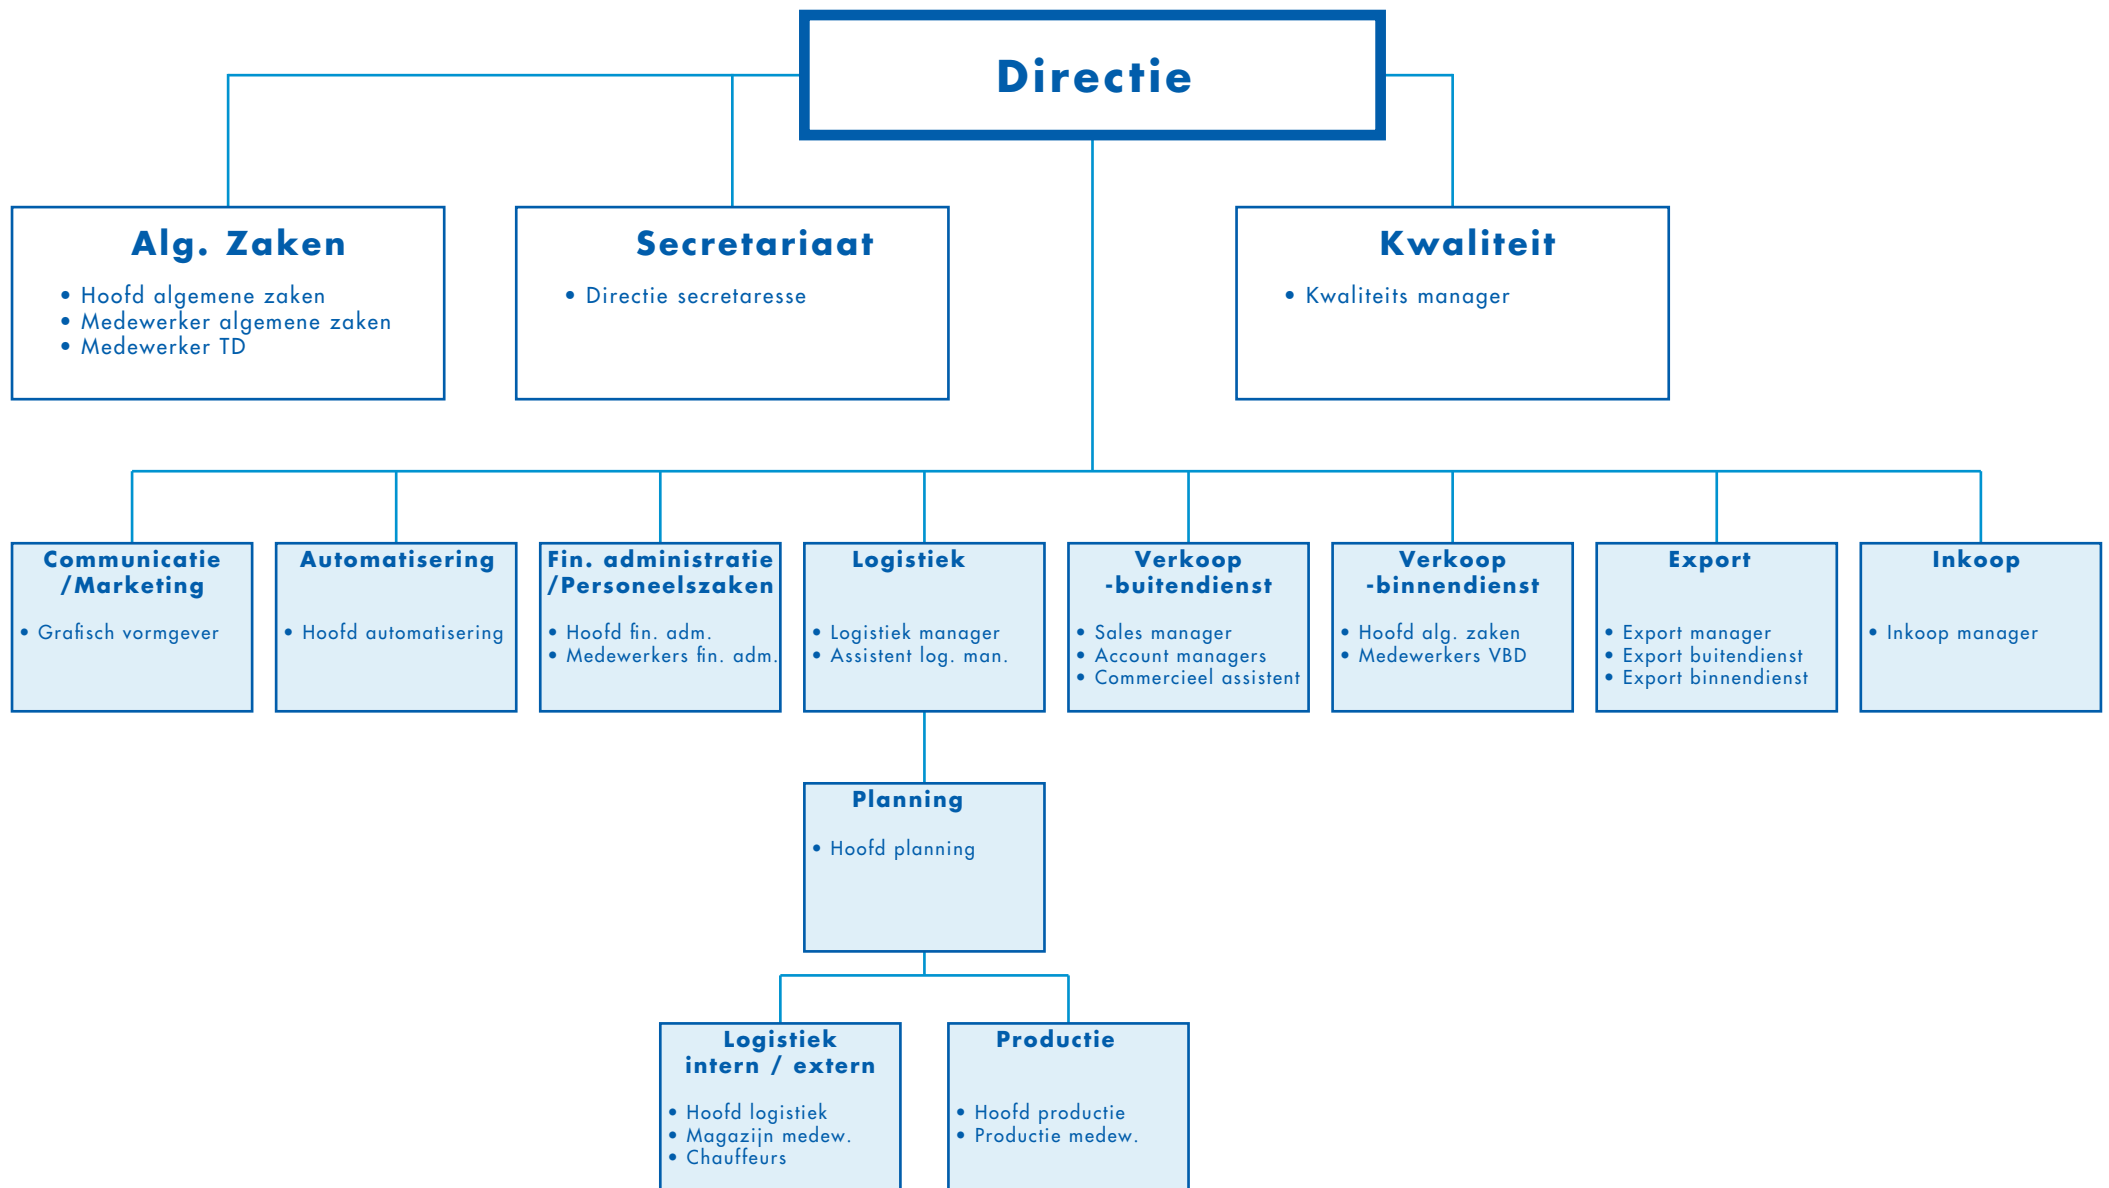 Directie
Alg. Zaken
• Hoofd algemene zaken
• Medewerker algemene zaken
• Medewerker TD
Secretariaat
• Directie secretaresse
Kwaliteit
• Kwaliteits manager
Communicatie
/Marketing
• Grafisch vormgever
Automatisering
• Hoofd automatisering
Fin. administratie
/Personeelszaken
• Hoofd fin. adm.
• Medewerkers fin. adm.
Logistiek
• Logistiek manager
• Assistent log. man.
Verkoop
-buitendienst
• Sales manager
• Account managers
• Commercieel assistent
Verkoop
-binnendienst
• Hoofd alg. zaken
• Medewerkers VBD
Export
• Export manager
• Export buitendienst
• Export binnendienst
Inkoop
• Inkoop manager
Planning
• Hoofd planning
Logistiek
intern / extern
• Hoofd logistiek
• Magazijn medew.
• Chauffeurs
Productie
• Hoofd productie
• Productie medew.